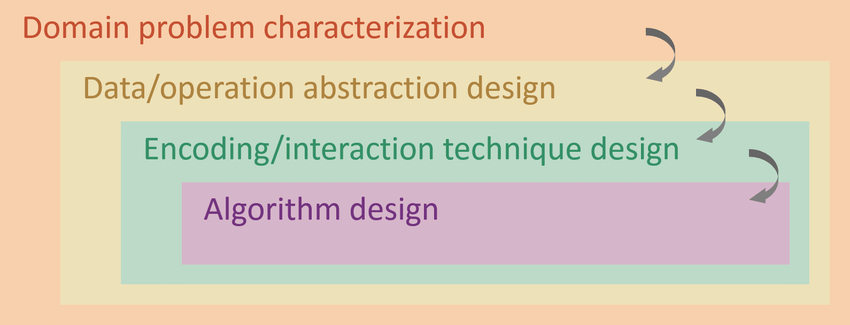 Domain problem characterization
Data/operation abstraction design
Encoding/interaction technique design
Algorithm design